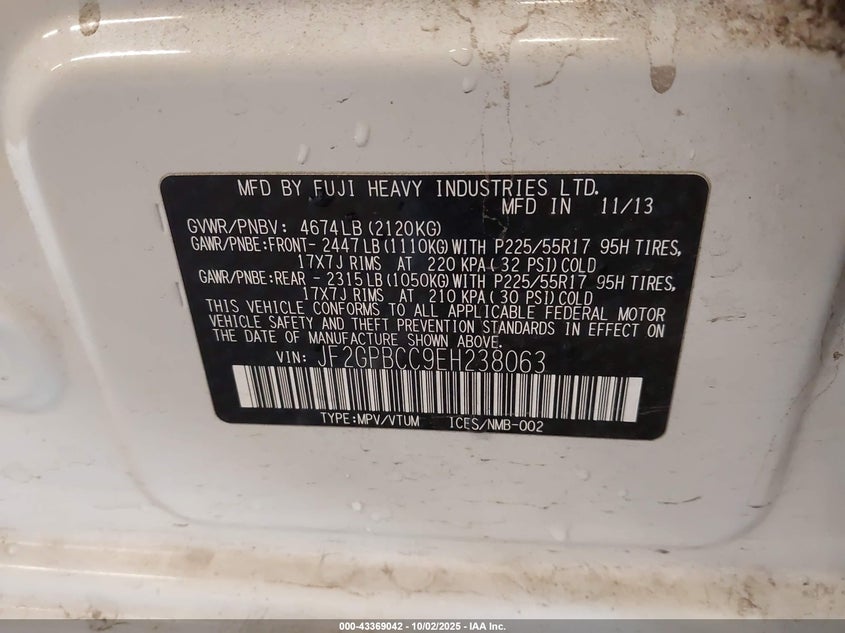 MFD BY FUJI HEAVY INDUSTRIES LTD.
MFD IN 11/13
GVWR/PNBV: 4674LB(2120KG)
GAWR/PNBE:FRONT- 2447LB(1110KG)WITH P225/55R17 95H TIRES,
17X7J RIMS AT 220 KPA( 32 PSI)COLD
GAWR/PNBE:REAR - 2315LB(1050KG)WITH P225/55R17 95H TIRES,
17X7J RIMS AT 210 KPA( 30 PSI)COLD
THIS VEHICLE CONFORMS TO ALL APPLICABLE FEDERAL MOTOR
VEHICLE SAFETY AND THEFT PREVENTION STANDARDS IN EFFECT ON
THE DATE OF MANUFACTURE SHOWN ABOVE.
VIN: JF2GPBCC9EH238063
TYPE:MPV/VTUM ICES/NMB-002
000-43369042 - 10/02/2025 - IAA Inc.